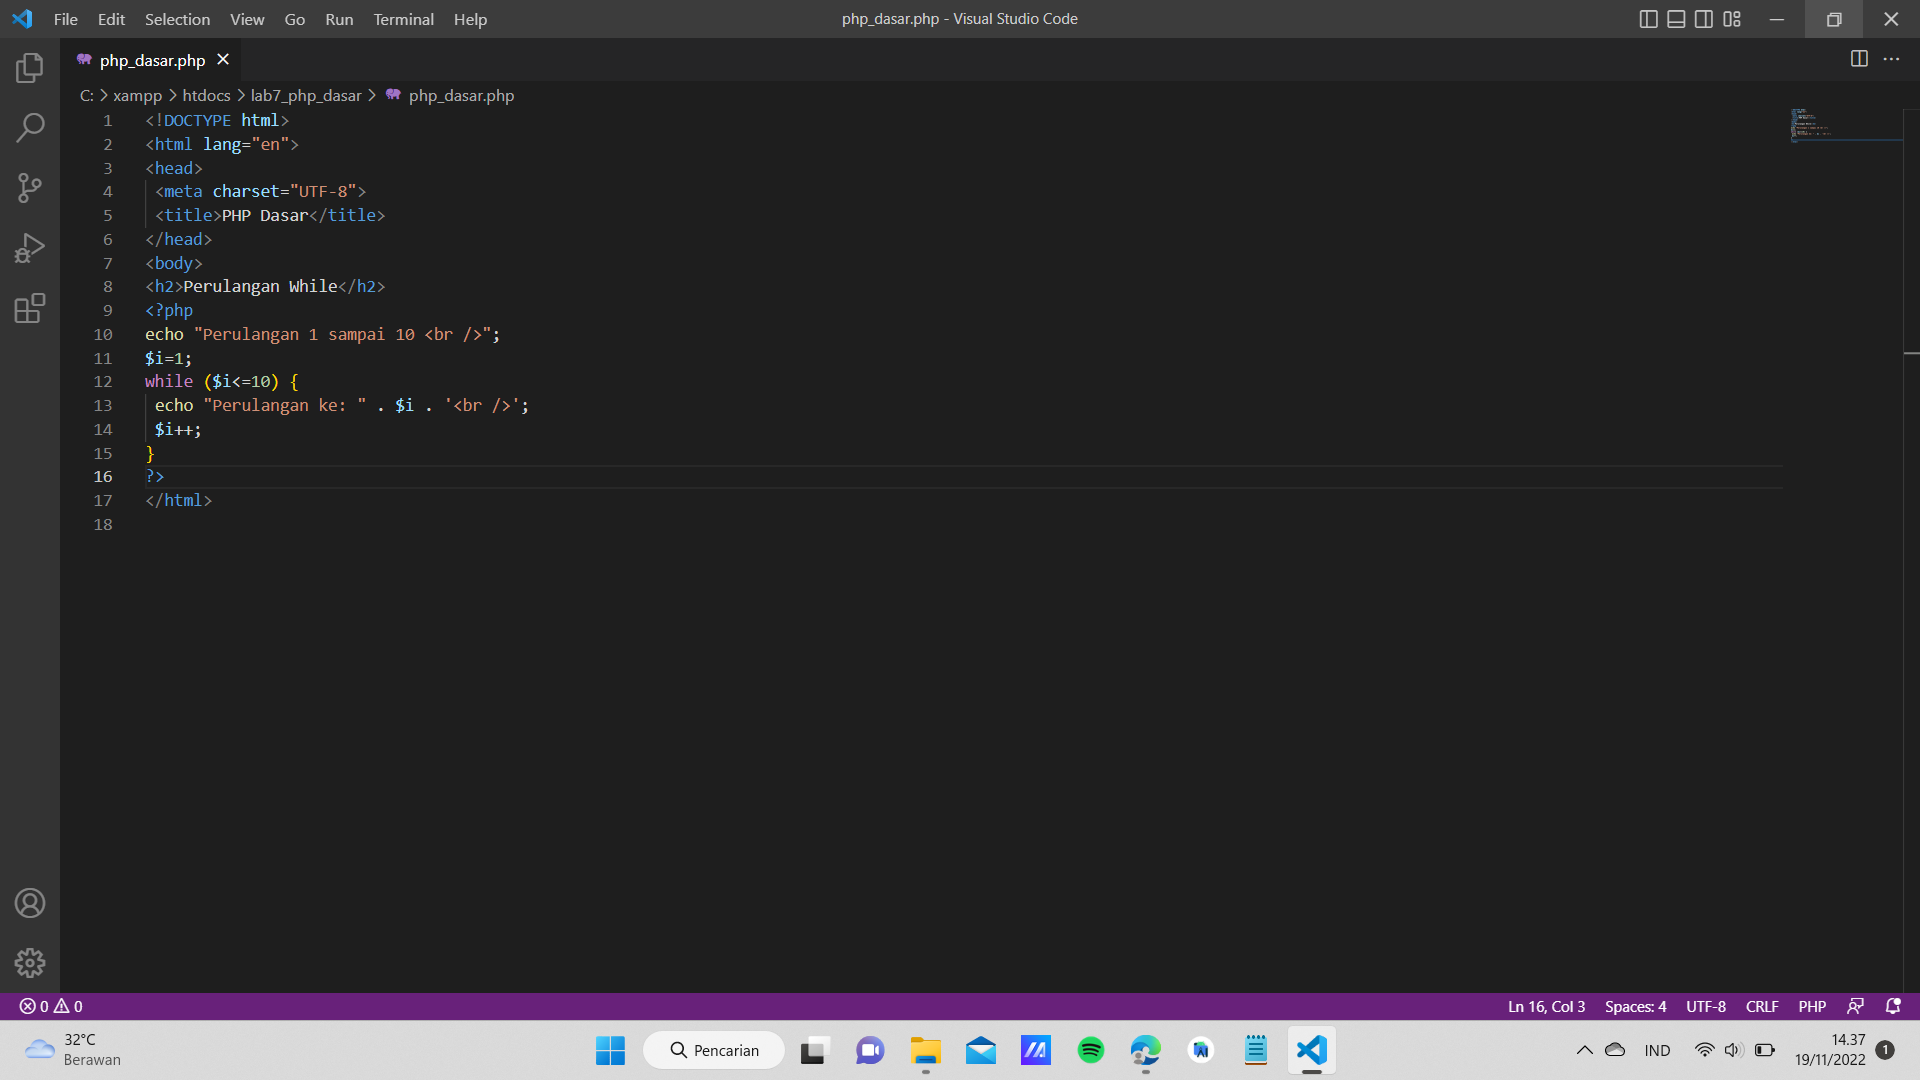 File Edit Selection View Go Run Terminal Help
php_dasar.php - Visual Studio Code
php_dasar.php
C: > xampp > htdocs > lab7_php_dasar > php_dasar.php
1 <!DOCTYPE html>
2 <html lang="en">
3 <head>
4 <meta charset="UTF-8">
5 <title>PHP Dasar</title>
6 </head>
7 <body>
8 <h2>Perulangan While</h2>
9 <?php
10 echo "Perulangan 1 sampai 10 <br />";
11 $i=1;
12 while ($i<=10) {
13 echo "Perulangan ke: " . $i . '<br />';
14 $i++;
15 }
16 ?>
17 </html>
18
0 0
Ln 16, Col 3 Spaces: 4 UTF-8 CRLF PHP
32°C
Berawan
Pencarian
IND
14.37
19/11/2022
1